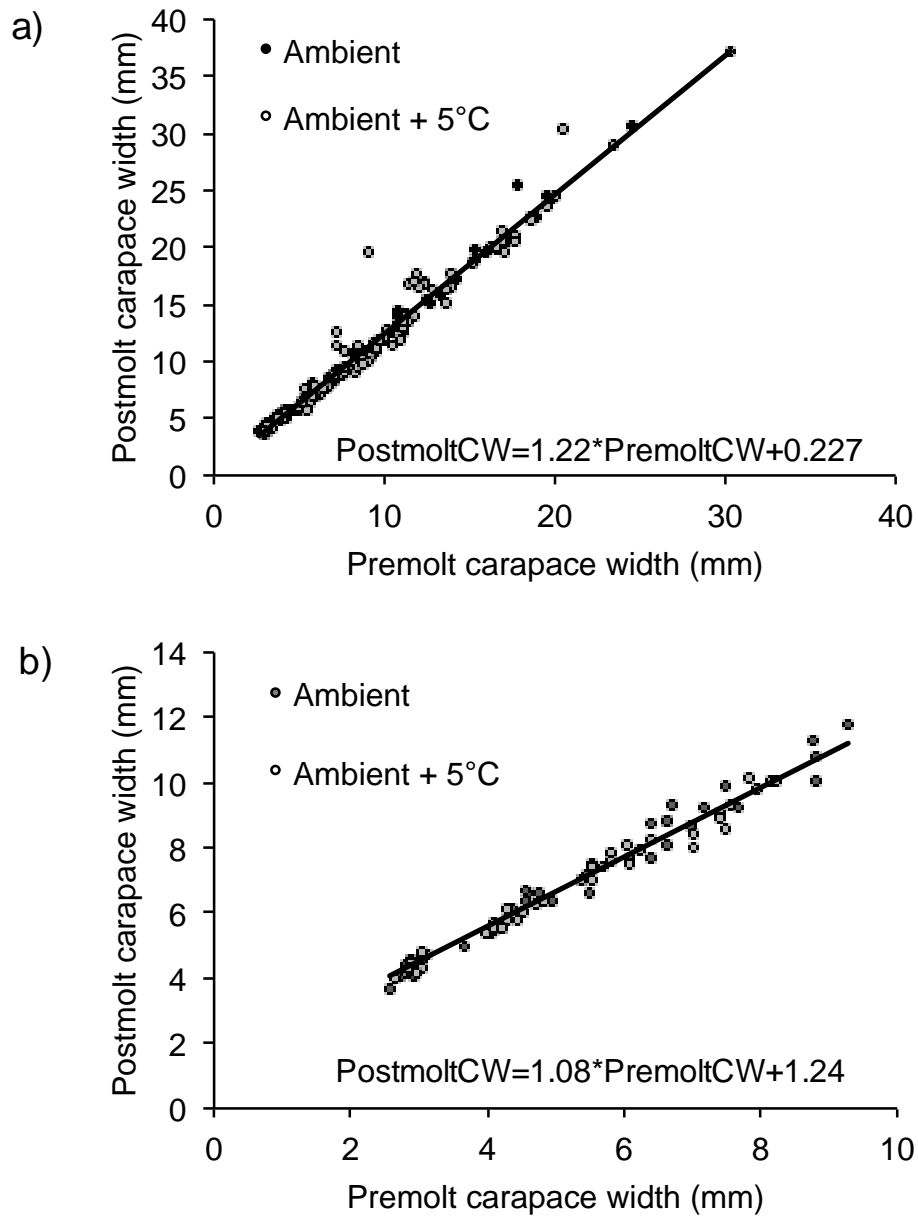 a)
Postmolt carapace width (mm)
40
35
30
25
20
15
10
5
0
Ambient
Ambient + 5°C
PostmoltCW=1.22*PremoltCW+0.227
0 10 20 30 40
Premolt carapace width (mm)
b)
Postmolt carapace width (mm)
14
12
10
8
6
4
2
0
Ambient
Ambient + 5°C
PostmoltCW=1.08*PremoltCW+1.24
0 2 4 6 8 10
Premolt carapace width (mm)